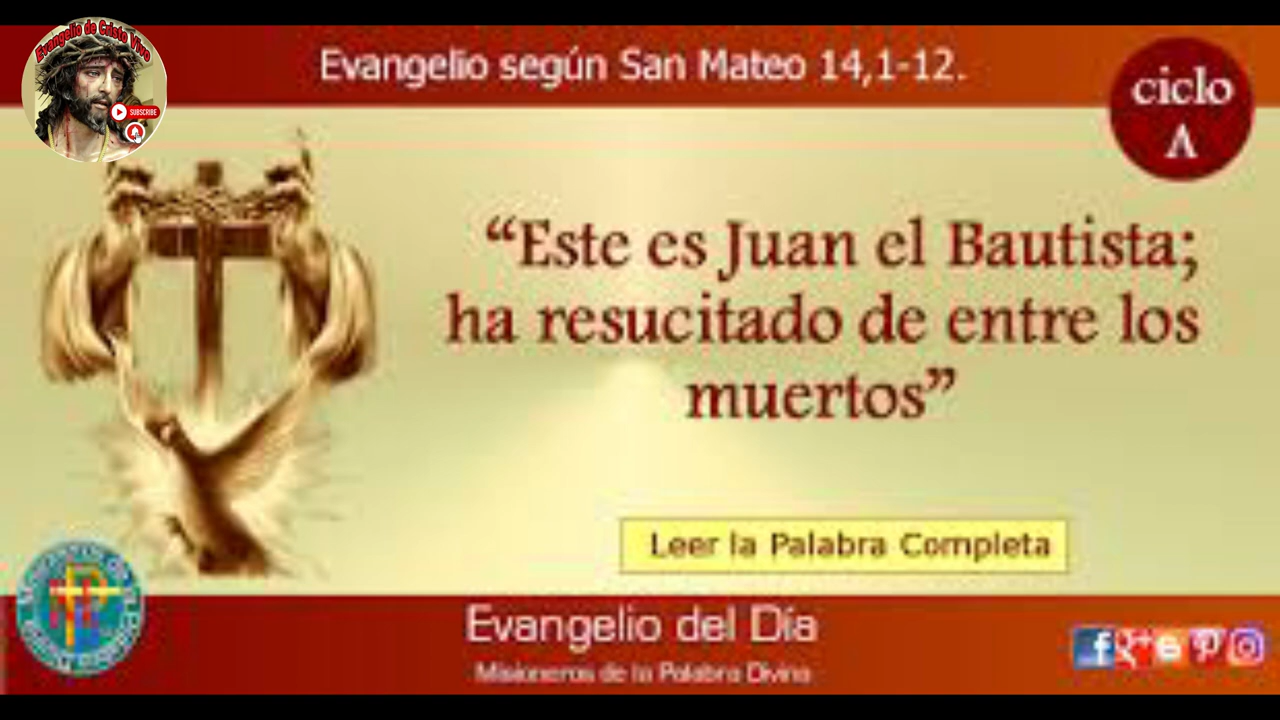 Evangelio de Cristo Vivo
SUBSCRIBE
Evangelio según San Mateo 14,1-12.
ciclo
A
“Este es Juan el Bautista;
ha resucitado de entre los
muertos”
Leer la Palabra Completa
Evangelio del Día
Misioneros de la Palabra Divina